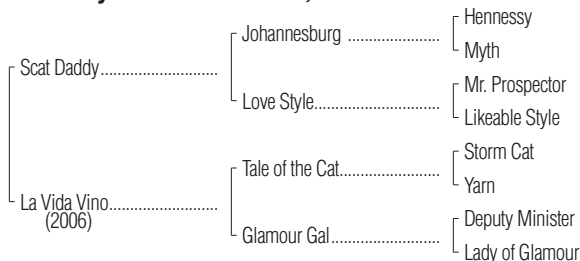 Hennessy
Johannesburg ..................
Myth
Scat Daddy..............................
Mr. Prospector
Love Style................................
Likeable Style
Storm Cat
Tale of the Cat.........................
Yarn
La Vida Vino............................
(2006)
Deputy Minister
Glamour Gal............................
Lady of Glamour